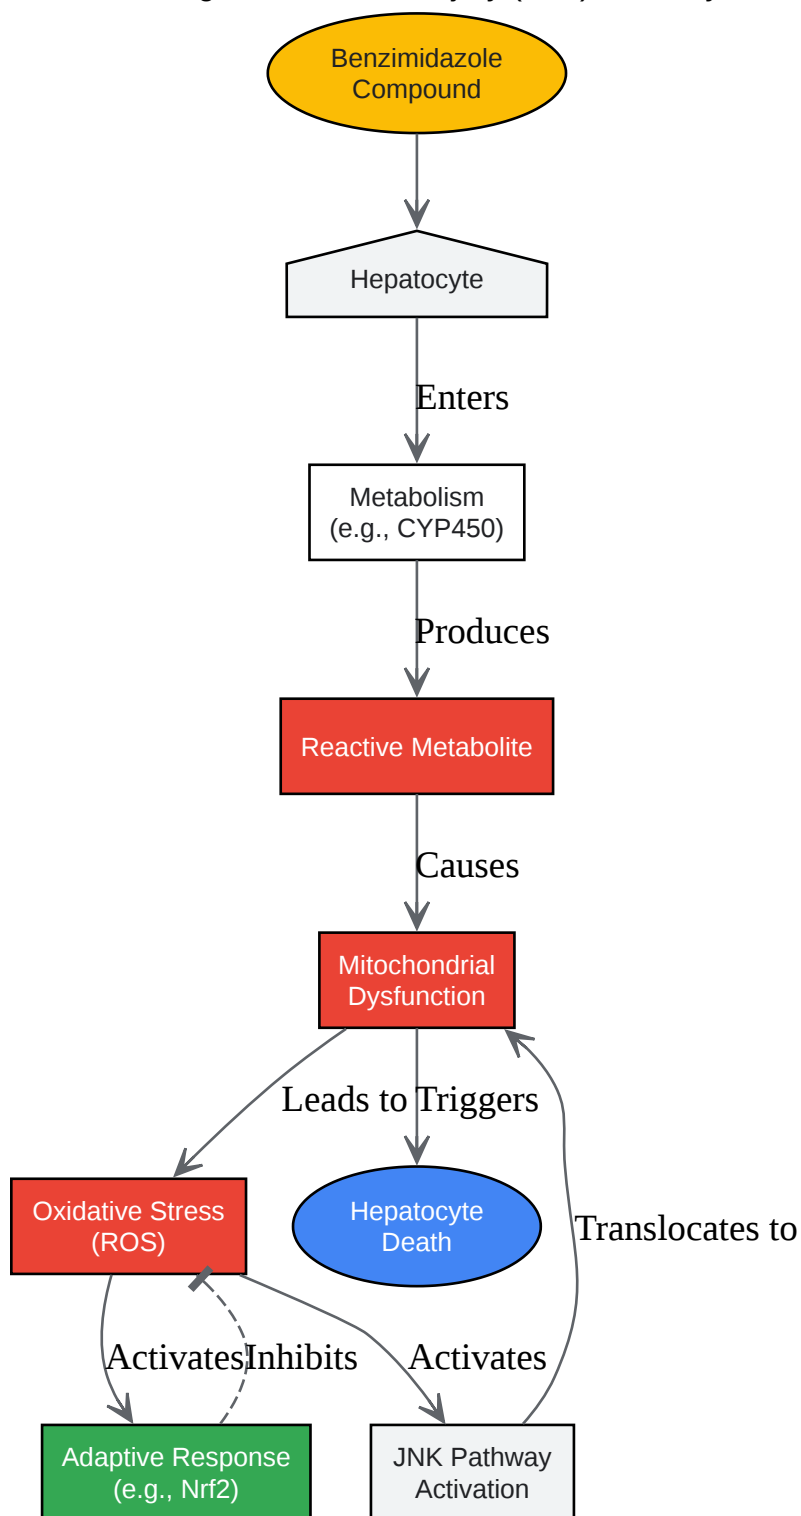 Benzimidazole
Compound
Hepatocyte
Enters
Metabolism
(e.g., CYP450)
Produces
Reactive Metabolite
Causes
Mitochondrial
Dysfunction
Leads to
Triggers
Oxidative Stress
(ROS)
Hepatocyte
Death
Translocates to
Activates
Inhibits
Activates
Adaptive Response
(e.g., Nrf2)
JNK Pathway
Activation